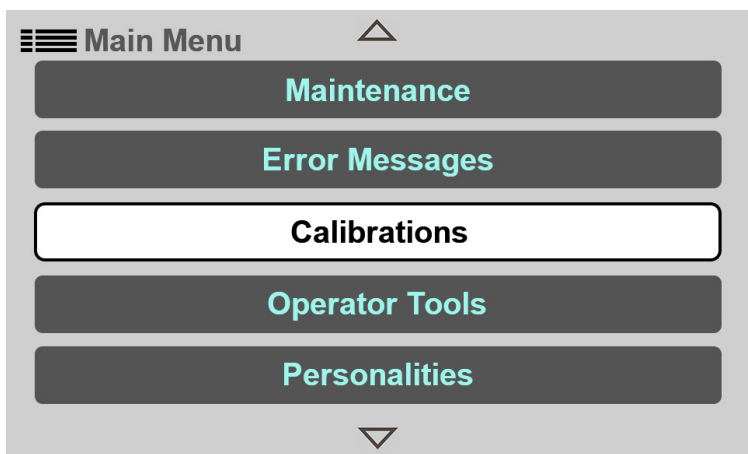 Main Menu
Maintenance
Error Messages
Calibrations
Operator Tools
Personalities